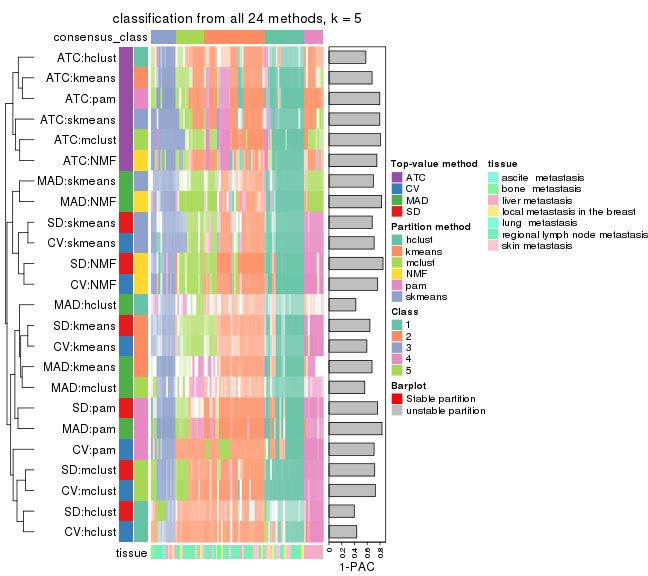 classification from all 24 methods, k = 5
consensus_class
ATC:hclust
ATC:kmeans
ATC:pam
ATC:skmeans
ATC:mclust
ATC:NMF
MAD:skmeans
MAD:NMF
SD:skmeans
CV:skmeans
SD:NMF
CV:NMF
MAD:hclust
SD:kmeans
CV:kmeans
MAD:kmeans
MAD:mclust
SD:pam
MAD:pam
CV:pam
SD:mclust
CV:mclust
SD:hclust
CV:hclust
tissue
0 0.2 0.4 0.6 0.8
1-PAC
Top-value method
ATC
CV
MAD
SD
Partition method
hclust
kmeans
mclust
NMF
pam
skmeans
Class
1
2
3
4
5
Barplot
Stable partition
unstable partition
tissue
ascite metastasis
bone metastasis
liver metastasis
local metastasis in the breast
lung metastasis
regional lymph node metastasis
skin metastasis